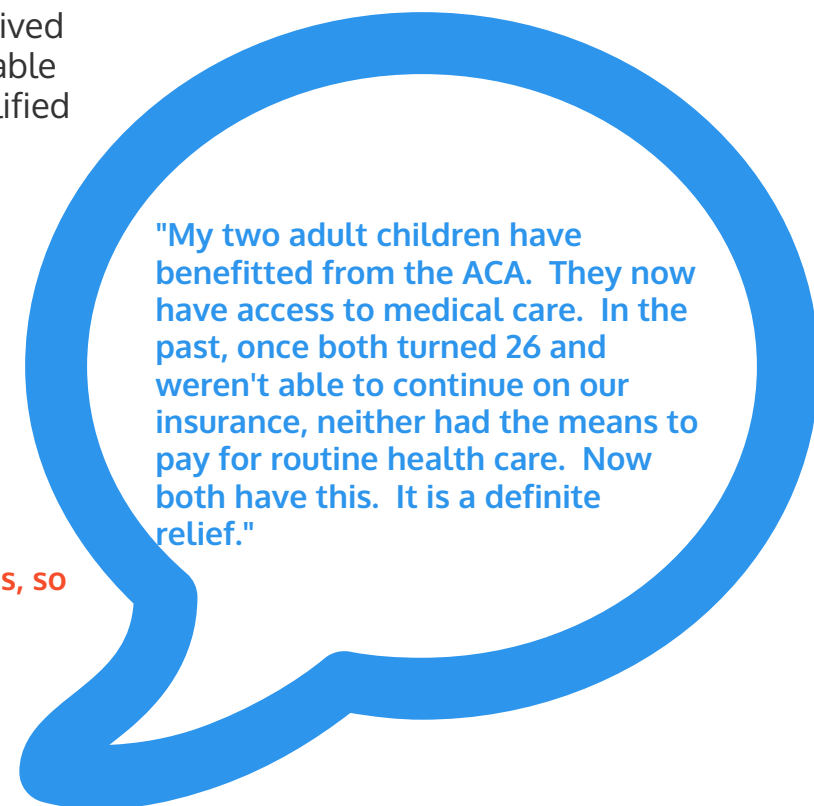 ived
able
lified
"My two adult children have
benefitted from the ACA.  They now
have access to medical care.  In the
past, once both turned 26 and
weren't able to continue on our
insurance, neither had the means to
pay for routine health care.  Now
both have this.  It is a definite
relief."
s, so